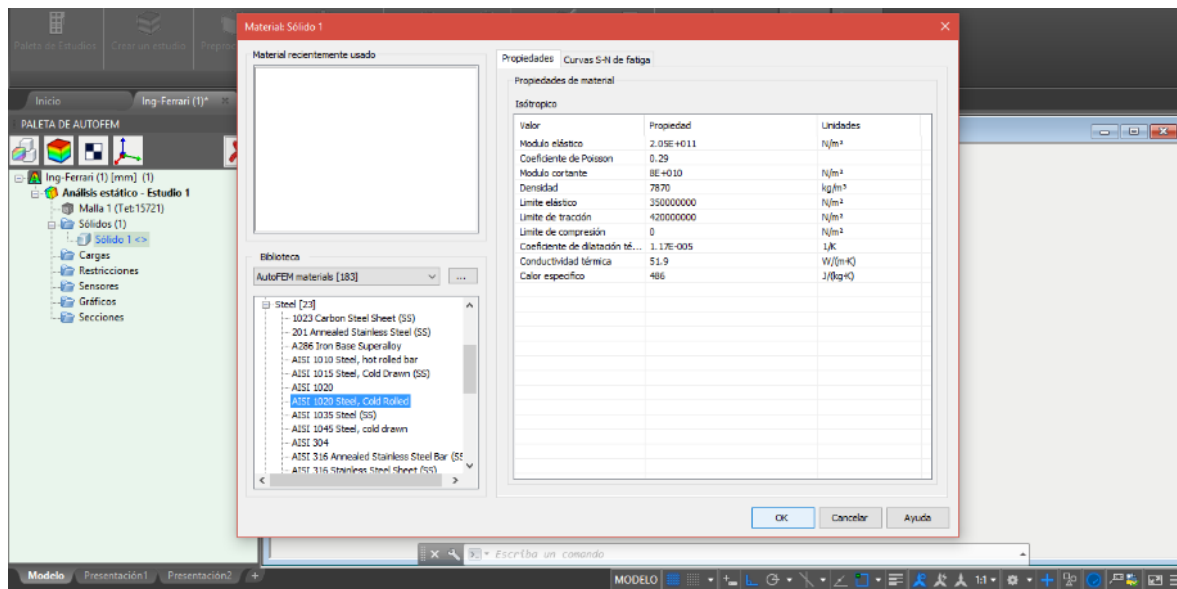 Paleta de Estudios
Crear un estudio
Inicio
Ing-Ferrari (1)*
PALETA DE AUTOFEM
Ing-Ferrari (1) [mm] (1)
Análisis estático - Estudio 1
Malla 1 (Tet:15721)
Sólidos (1)
Sólido 1 <>
Cargas
Restricciones
Sensores
Gráficos
Secciones
Material: Sólido 1
Material recientemente usado
Biblioteca
AutoFEM materials [183]
...
Steel [23]
1023 Carbon Steel Sheet (SS)
201 Annealed Stainless Steel (SS)
A286 Iron Base Superalloy
AISI 1010 Steel, hot rolled bar
AISI 1015 Steel, Cold Drawn (SS)
AISI 1020
AISI 1020 Steel, Cold Rolled
AISI 1035 Steel (SS)
AISI 1045 Steel, cold drawn
AISI 304
AISI 316 Annealed Stainless Steel Bar (SS
AISI 316 Stainless Steel Sheet (SS)
Propiedades Curvas S-N de fatiga
Propiedades de material
Isótropico
Valor Propiedad Unidades
Modulo elástico 2.05E+011 N/m²
Coeficiente de Poisson 0.29
Modulo cortante 8E+010 N/m²
Densidad 7870 kg/m³
Limite elástico 350000000 N/m²
Limite de tracción 420000000 N/m²
Limite de compresión 0 N/m²
Coeficiente de dilatación té... 1.17E-005 1/K
Conductividad térmica 51.9 W/(m·K)
Calor especifico 486 J/(kg·K)
OK Cancelar Ayuda
Escriba un comando
Modelo Presentación1 Presentación2 +
MODELO
1:1